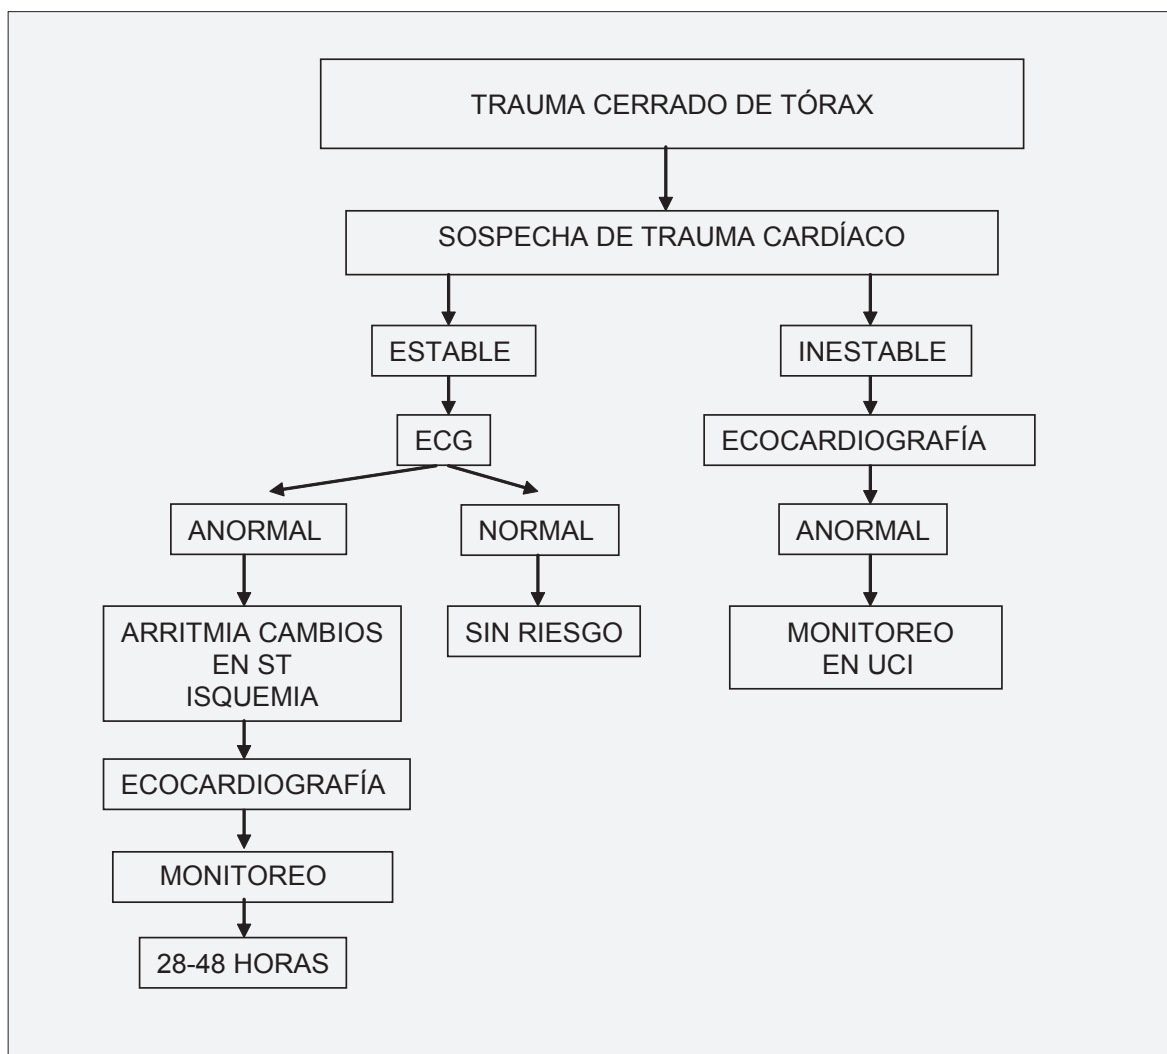 TRAUMA CERRADO DE TÓRAX
SOSPECHA DE TRAUMA CARDÍACO
ESTABLE
INESTABLE
ECG
ECOCARDIOGRAFÍA
ANORMAL
NORMAL
ANORMAL
ARRITMIA CAMBIOS
EN ST
ISQUEMIA
SIN RIESGO
MONITOREO
EN UCI
ECOCARDIOGRAFÍA
MONITOREO
28-48 HORAS